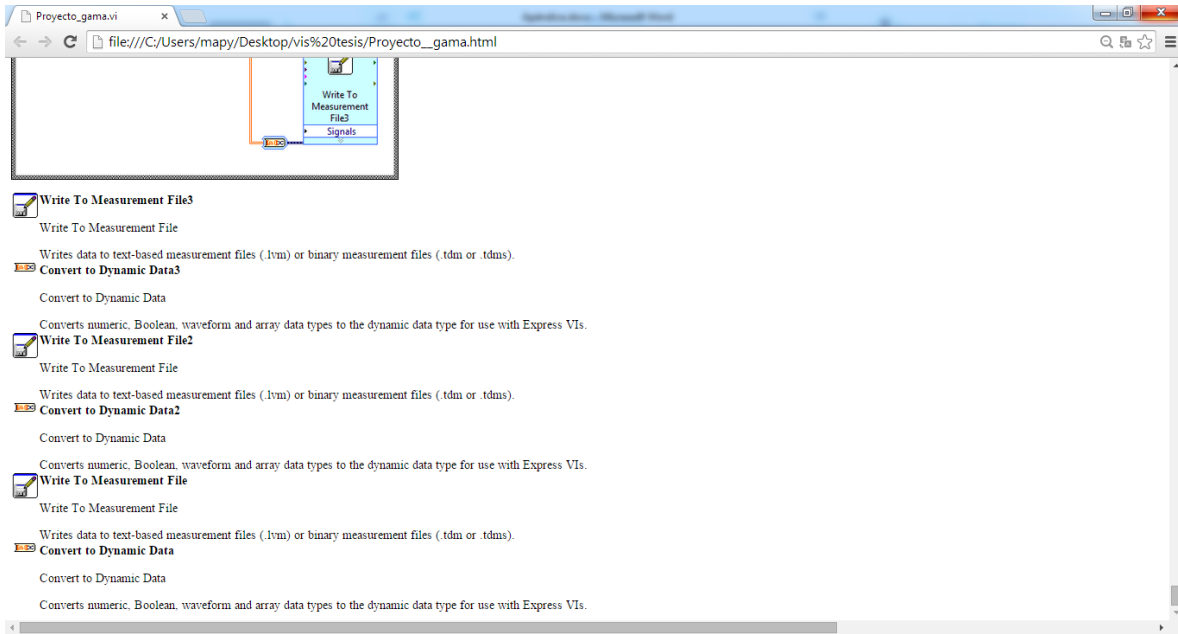 Proyecto_gama.vi
file:///C:/Users/mapy/Desktop/vis%20tesis/Proyecto__gama.html
Write To
Measurement
File3
Signals
Write To Measurement File3
Write To Measurement File
Writes data to text-based measurement files (.lvm) or binary measurement files (.tdm or .tdms).
Convert to Dynamic Data3
Convert to Dynamic Data
Converts numeric, Boolean, waveform and array data types to the dynamic data type for use with Express VIs.
Write To Measurement File2
Write To Measurement File
Writes data to text-based measurement files (.lvm) or binary measurement files (.tdm or .tdms).
Convert to Dynamic Data2
Convert to Dynamic Data
Converts numeric, Boolean, waveform and array data types to the dynamic data type for use with Express VIs.
Write To Measurement File
Write To Measurement File
Writes data to text-based measurement files (.lvm) or binary measurement files (.tdm or .tdms).
Convert to Dynamic Data
Convert to Dynamic Data
Converts numeric, Boolean, waveform and array data types to the dynamic data type for use with Express VIs.